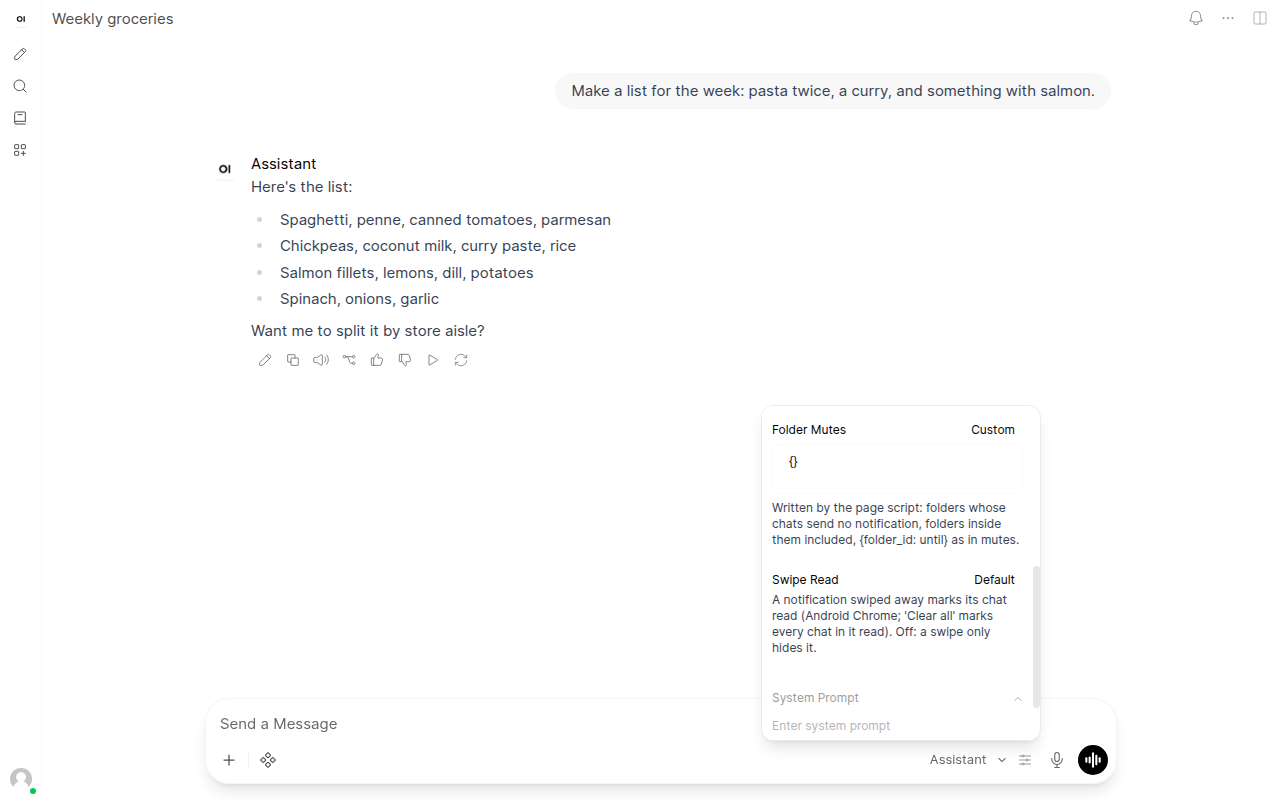 OI
Weekly groceries
Make a list for the week: pasta twice, a curry, and something with salmon.
OI
Assistant
Here's the list:
Spaghetti, penne, canned tomatoes, parmesan
Chickpeas, coconut milk, curry paste, rice
Salmon fillets, lemons, dill, potatoes
Spinach, onions, garlic
Want me to split it by store aisle?
Folder Mutes Custom
{}
Written by the page script: folders whose
chats send no notification, folders inside
them included, {folder_id: until} as in mutes.
Swipe Read Default
A notification swiped away marks its chat
read (Android Chrome; 'Clear all' marks
every chat in it read). Off: a swipe only
hides it.
System Prompt
Enter system prompt
Send a Message
Assistant